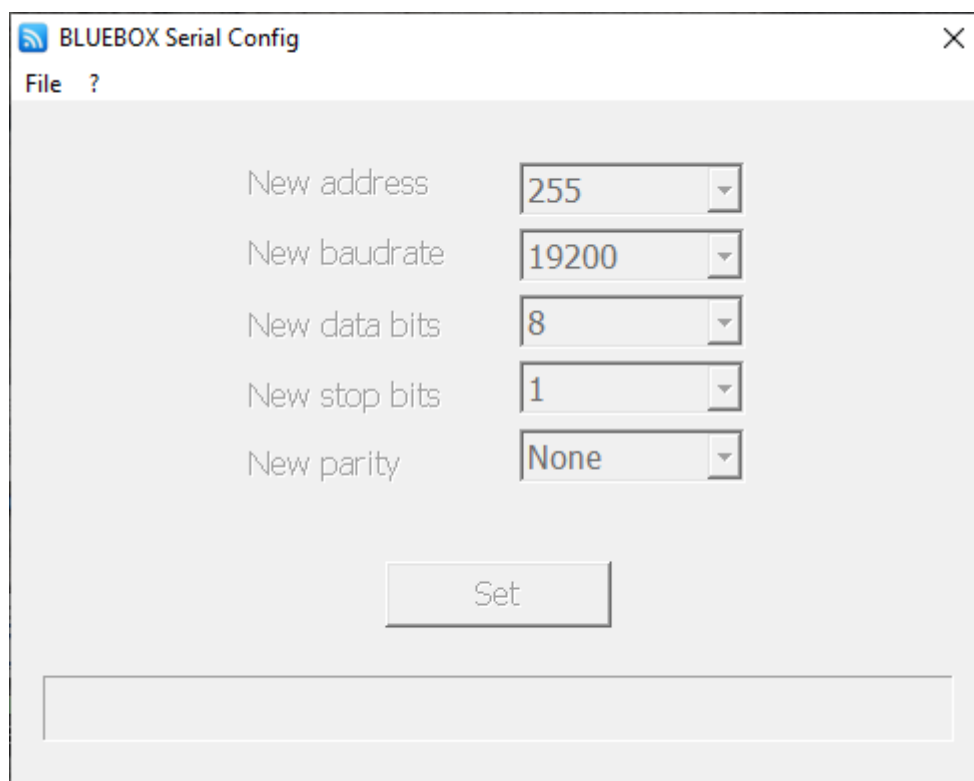 BLUEBOX Serial Config
File ?
New address 255
New baudrate 19200
New data bits 8
New stop bits 1
New parity None
Set